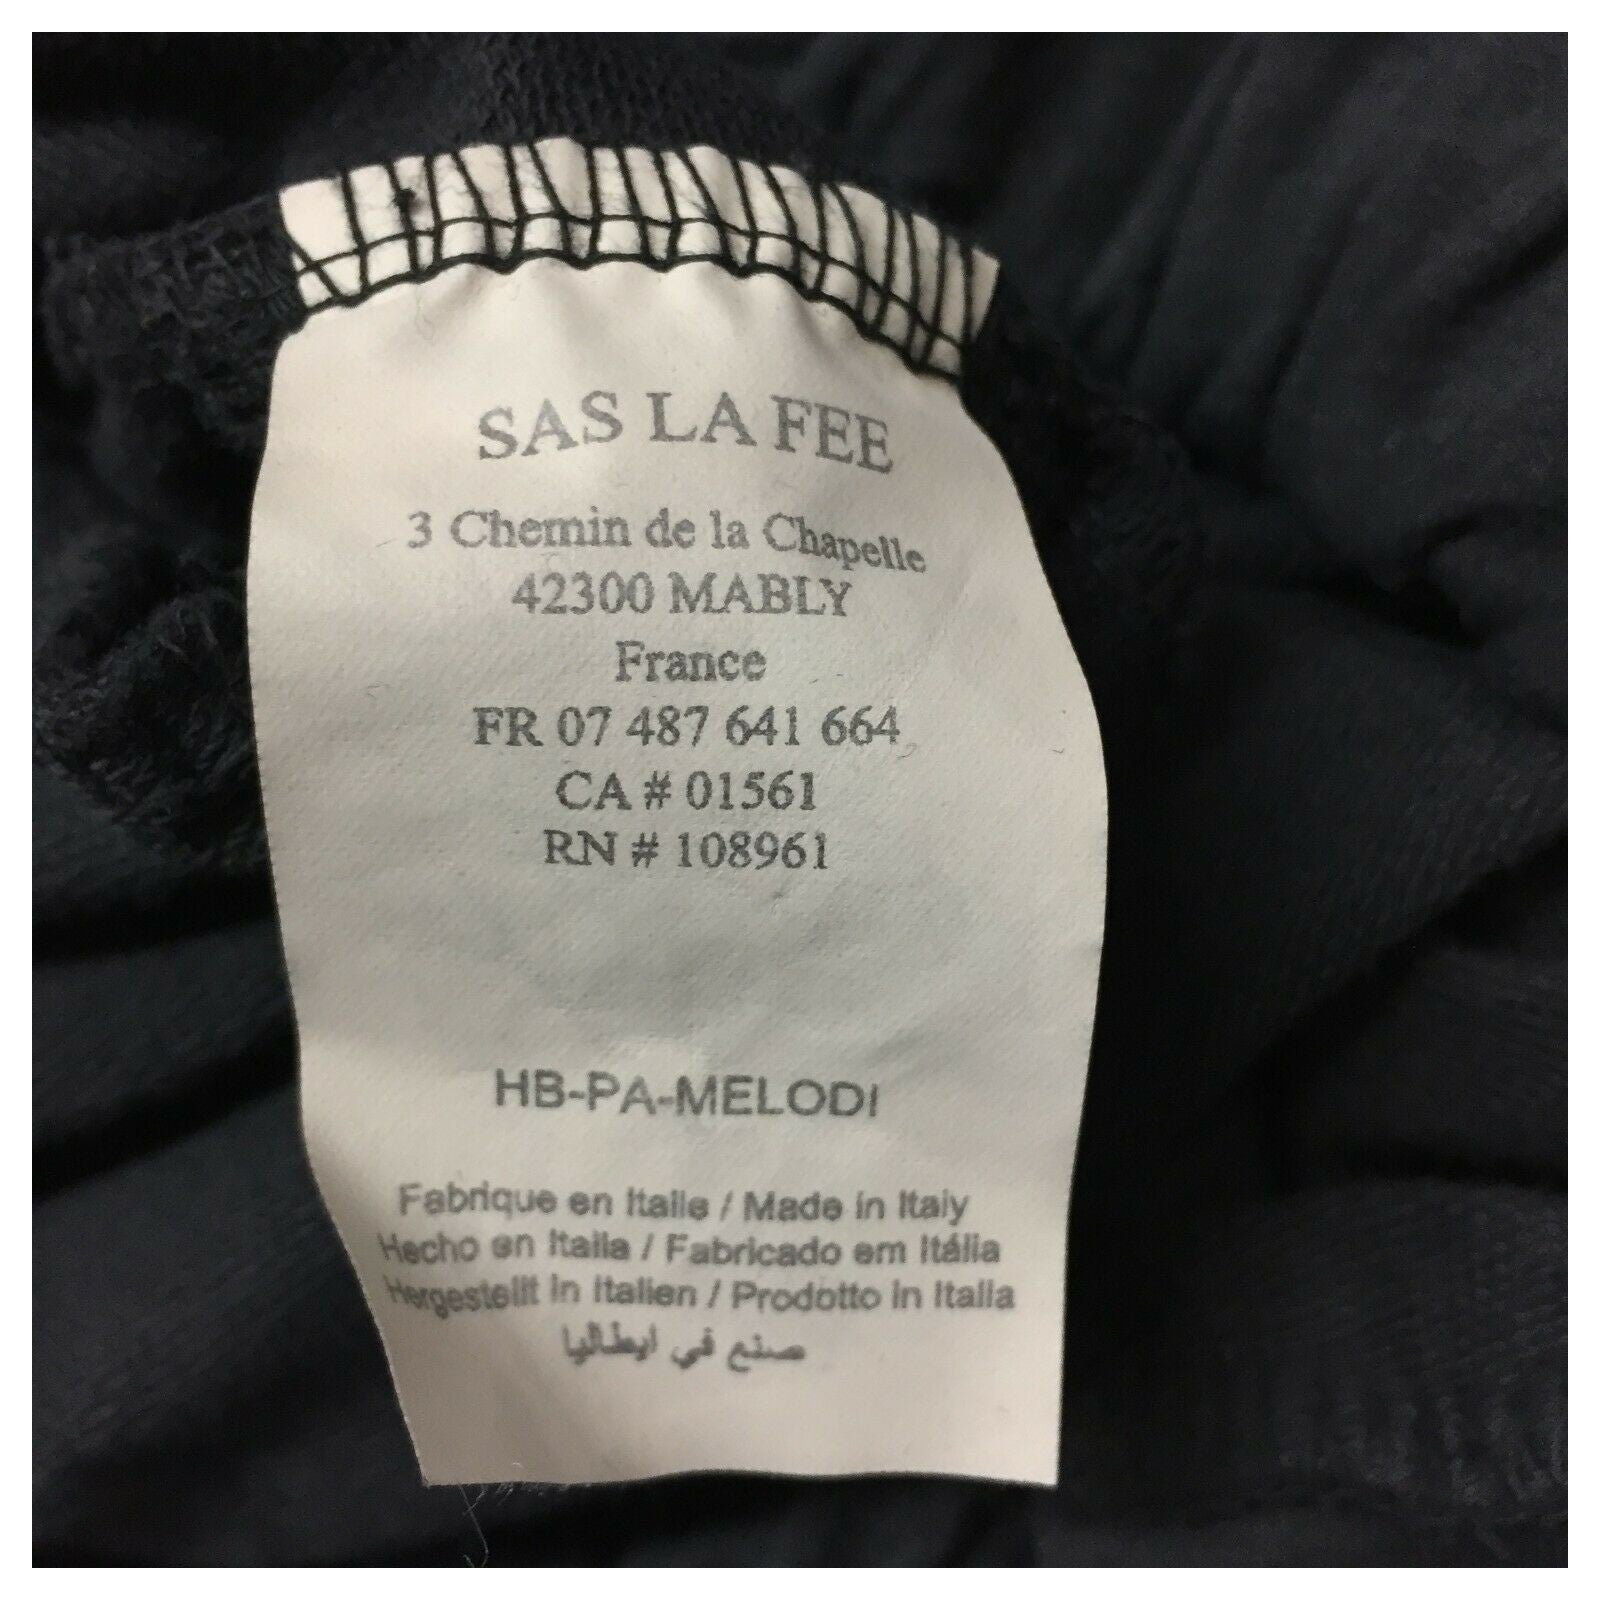 SAS LA FEE
3 Chemin de la Chapelle
42300 MABLY
France
FR 07 487 641 664
CA # 01561
RN # 108961
HB-PA-MELODI
Fabrique en Italie / Made in Italy
Hecho en Italia / Fabricado em Itália
Hergestellt in Italien / Prodotto in Italia
صنع في ايطاليا